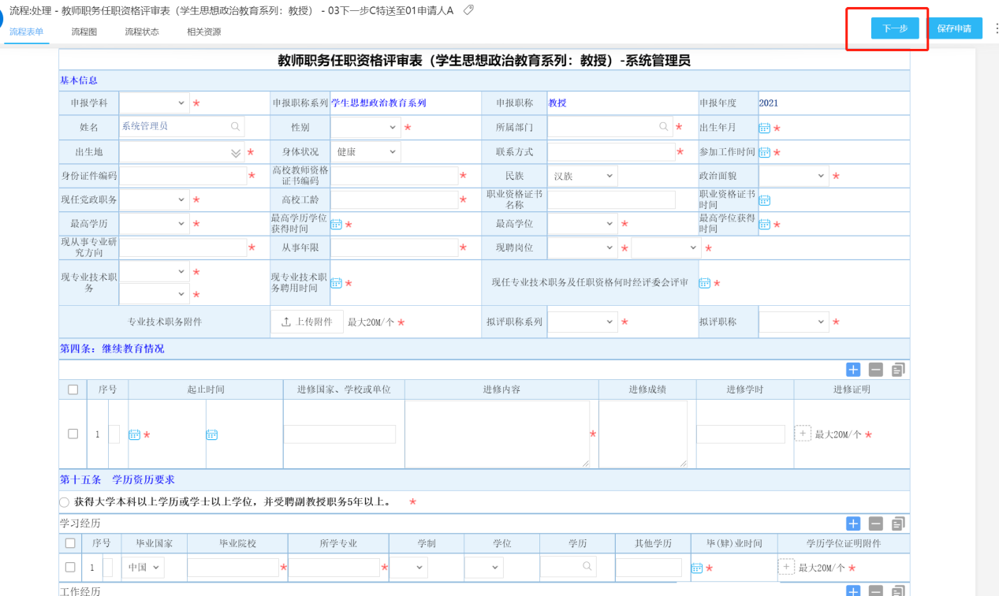 流程:处理 - 教师职务任职资格评审表（学生思想政治教育系列：教授） - 03下一步C特送至01申请人A
流程表单 流程图 流程状态 相关资源 下一步 保存申请
教师职务任职资格评审表（学生思想政治教育系列：教授）-系统管理员
基本信息
申报学科 * 申报职称系列 学生思想政治教育系列 申报职称 教授 申报年度 2021
姓名 系统管理员 性别 * 所属部门 * 出生年月 *
出生地 * 身体状况 健康 联系方式 * 参加工作时间 *
身份证件编码 * 高校教师资格
证书编码 * 民族 汉族 政治面貌 *
现任党政职务 * 高校工龄 * 职业资格证书
名称 职业资格证书
时间
最高学历 * 最高学历学位
获得时间 * 最高学位 * 最高学位获得
时间 *
现从事专业研
究方向 * 从事年限 * 现聘岗位 * *
现专业技术职
务 * * 现专业技术职
务聘用时间 * 现任专业技术职务及任职资格何时经评委会评审 *
专业技术职务附件 上传附件 最大20M/个 * 拟评职称系列 * 拟评职称 *
第四条：继续教育情况
序号 起止时间 进修国家、学校或单位 进修内容 进修成绩 进修学时 进修证明
1 * * 最大20M/个 *
第十五条 学历资历要求
获得大学本科以上学历或学士以上学位，并受聘副教授职务5年以上。 *
学习经历
序号 毕业国家 毕业院校 所学专业 学制 学位 学历 其他学历 毕(肄)业时间 学历学位证明附件
1 中国 * * * 最大20M/个 *
工作经历